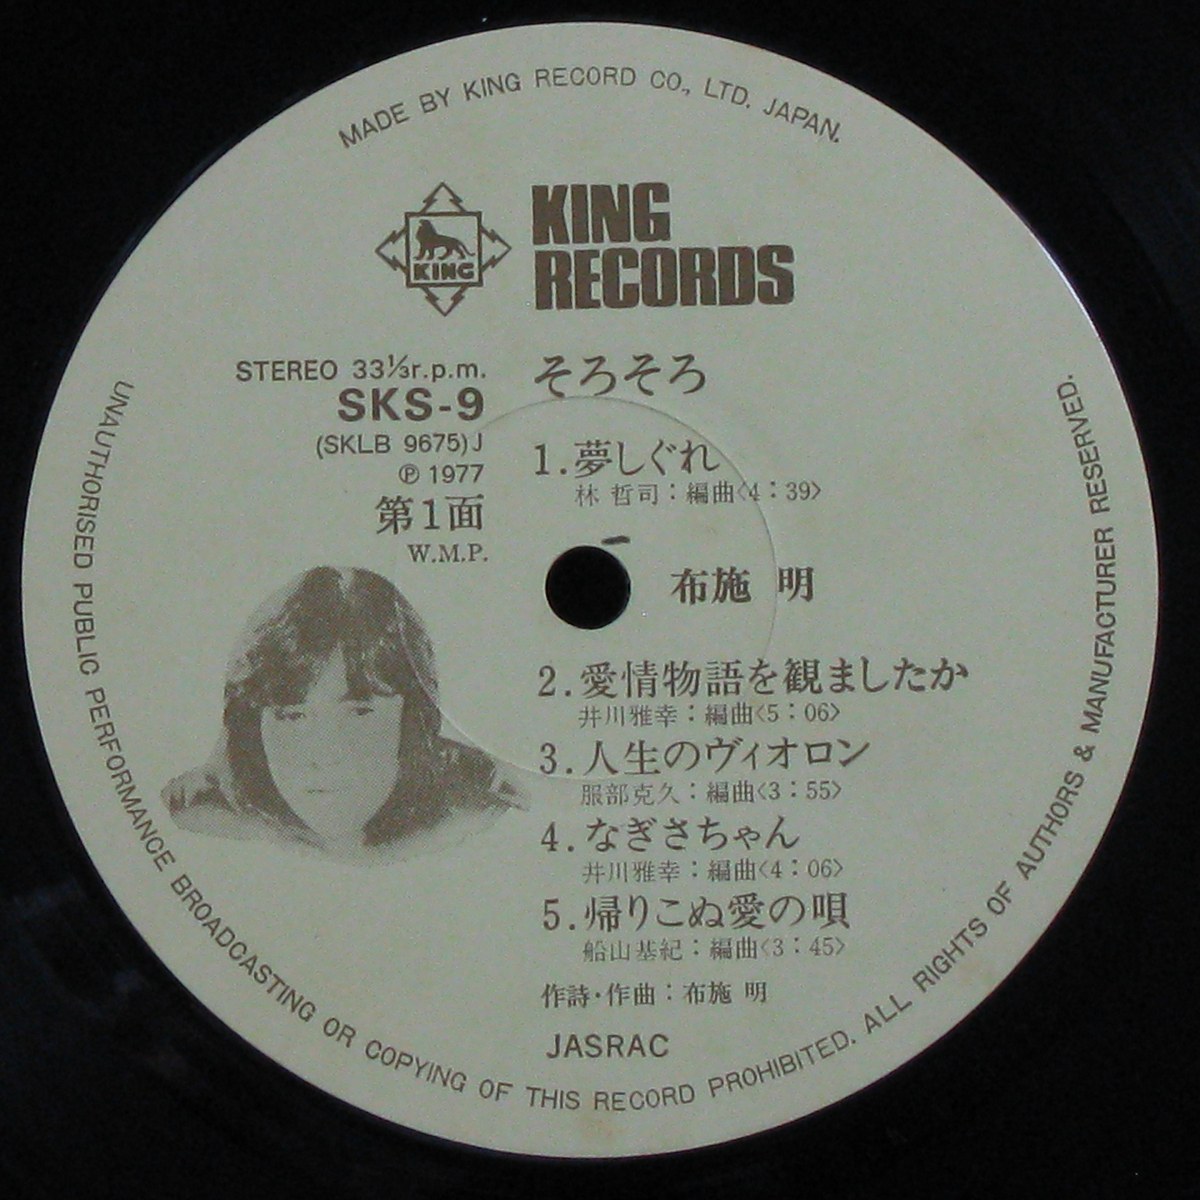 MADE BY KING RECORD CO., LTD. JAPAN.
KING
KING
RECORDS
STEREO 33⅓r.p.m.
SKS-9
(SKLB 9675)J
Ⓟ 1977
第1面
W.M.P.
そろそろ
1.夢しぐれ
林 哲司：編曲〈4：39〉
布施 明
2.愛情物語を観ましたか
井川雅幸：編曲〈5：06〉
3.人生のヴィオロン
服部克久：編曲〈3：55〉
4.なぎさちゃん
井川雅幸：編曲〈4：06〉
5.帰りこぬ愛の唄
船山基紀：編曲〈3：45〉
作詩・作曲：布施 明
JASRAC
UNAUTHORISED PUBLIC PERFORMANCE BROADCASTING OR COPYING OF THIS RECORD PROHIBITED. ALL RIGHTS OF AUTHORS & MANUFACTURER RESERVED.